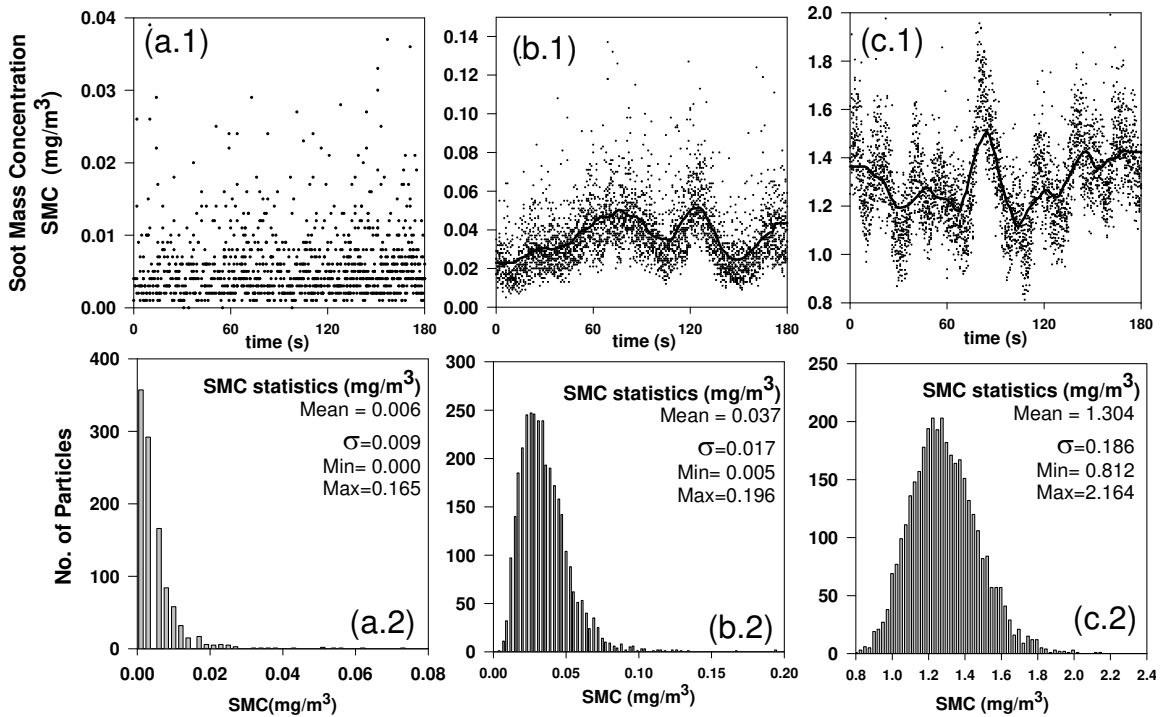 Soot Mass Concentration
SMC (mg/m³)
0.04
0.03
0.02
0.01
0.00
(a.1)
0
60
120
180
time (s)
0.14
0.12
0.10
0.08
0.06
0.04
0.02
0.00
(b.1)
0
60
120
180
time (s)
2.0
1.8
1.6
1.4
1.2
1.0
0.8
(c.1)
0
60
120
180
time (s)
No. of Particles
400
300
200
100
0
SMC statistics (mg/m³)
Mean = 0.006
σ=0.009
Min= 0.000
Max=0.165
(a.2)
0.00
0.02
0.04
0.06
0.08
SMC(mg/m³)
300
250
200
150
100
50
0
SMC statistics (mg/m³)
Mean = 0.037
σ=0.017
Min= 0.005
Max=0.196
(b.2)
0.00
0.05
0.10
0.15
0.20
SMC (mg/m³)
250
200
150
100
50
0
SMC statistics (mg/m³)
Mean = 1.304
σ=0.186
Min= 0.812
Max=2.164
(c.2)
0.8
1.0
1.2
1.4
1.6
1.8
2.0
2.2
2.4
SMC (mg/m³)